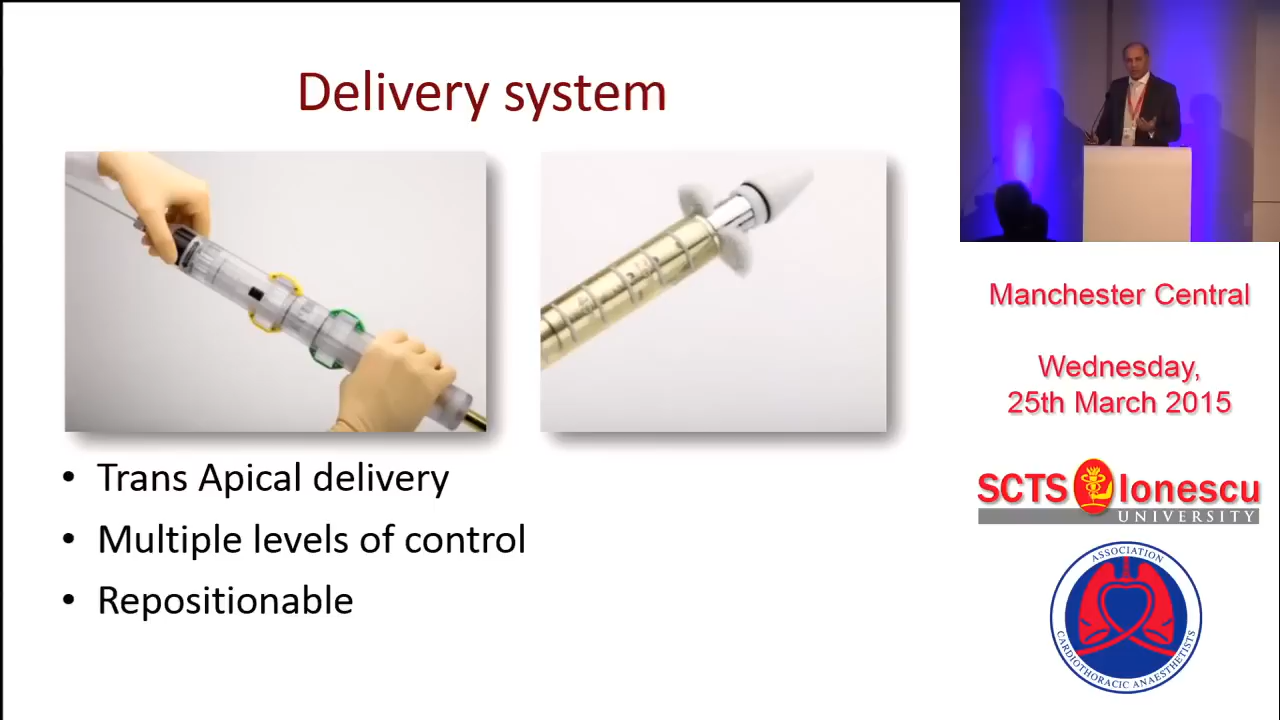 Delivery system
• Trans Apical delivery
• Multiple levels of control
• Repositionable
Manchester Central
Wednesday,
25th March 2015
SCTS Ionescu
UNIVERSITY
ASSOCIATION
CARDIOTHORACIC ANAESTHETISTS